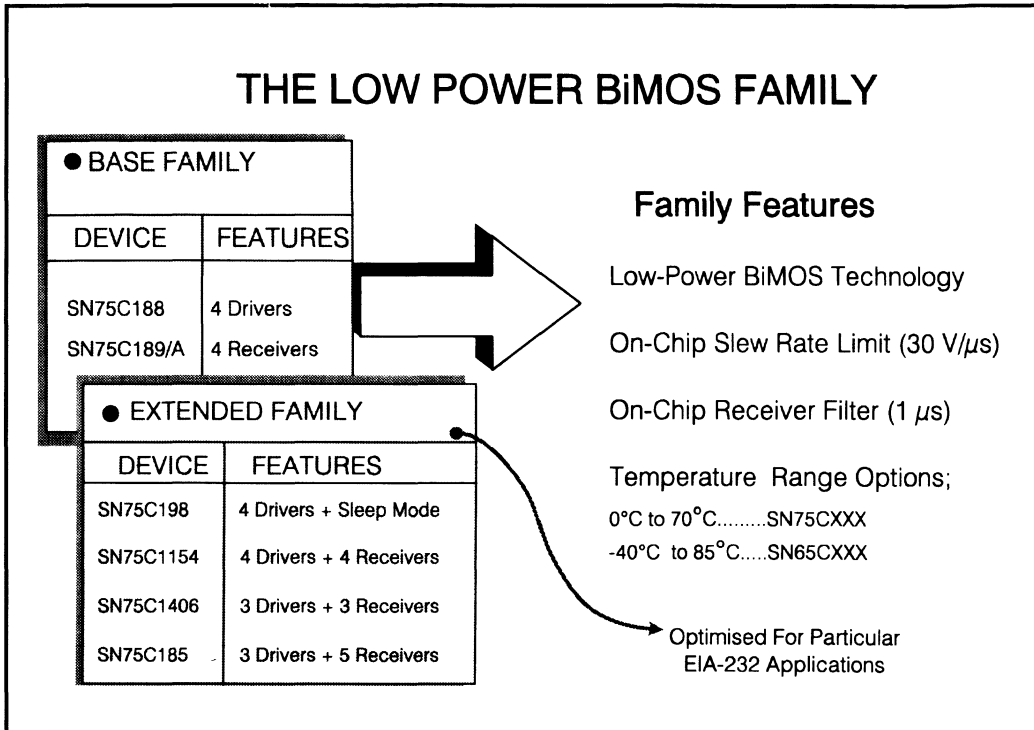 THE LOW POWER BiMOS FAMILY
● BASE FAMILY
DEVICE FEATURES
SN75C188 4 Drivers
SN75C189/A 4 Receivers
● EXTENDED FAMILY
DEVICE FEATURES
SN75C198 4 Drivers + Sleep Mode
SN75C1154 4 Drivers + 4 Receivers
SN75C1406 3 Drivers + 3 Receivers
SN75C185 3 Drivers + 5 Receivers
Family Features
Low-Power BiMOS Technology
On-Chip Slew Rate Limit (30 V/µs)
On-Chip Receiver Filter (1 µs)
Temperature Range Options;
0°C to 70°C.........SN75CXXX
-40°C to 85°C.....SN65CXXX
Optimised For Particular
EIA-232 Applications